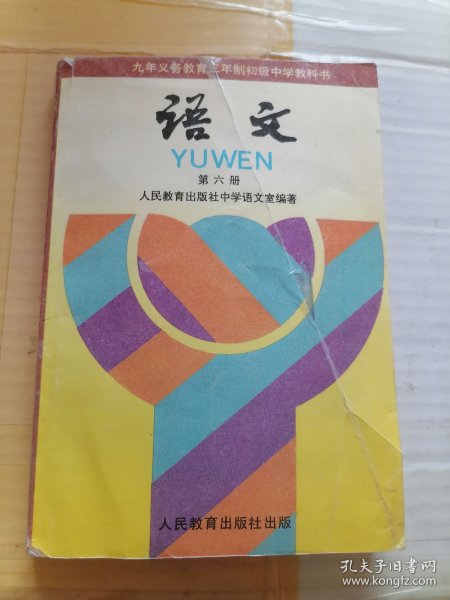 九年义务教育三年制初级中学教科书
语文
YUWEN
第六册
人民教育出版社中学语文室编著
人民教育出版社出版
孔夫子旧书网
www.kongfz.com